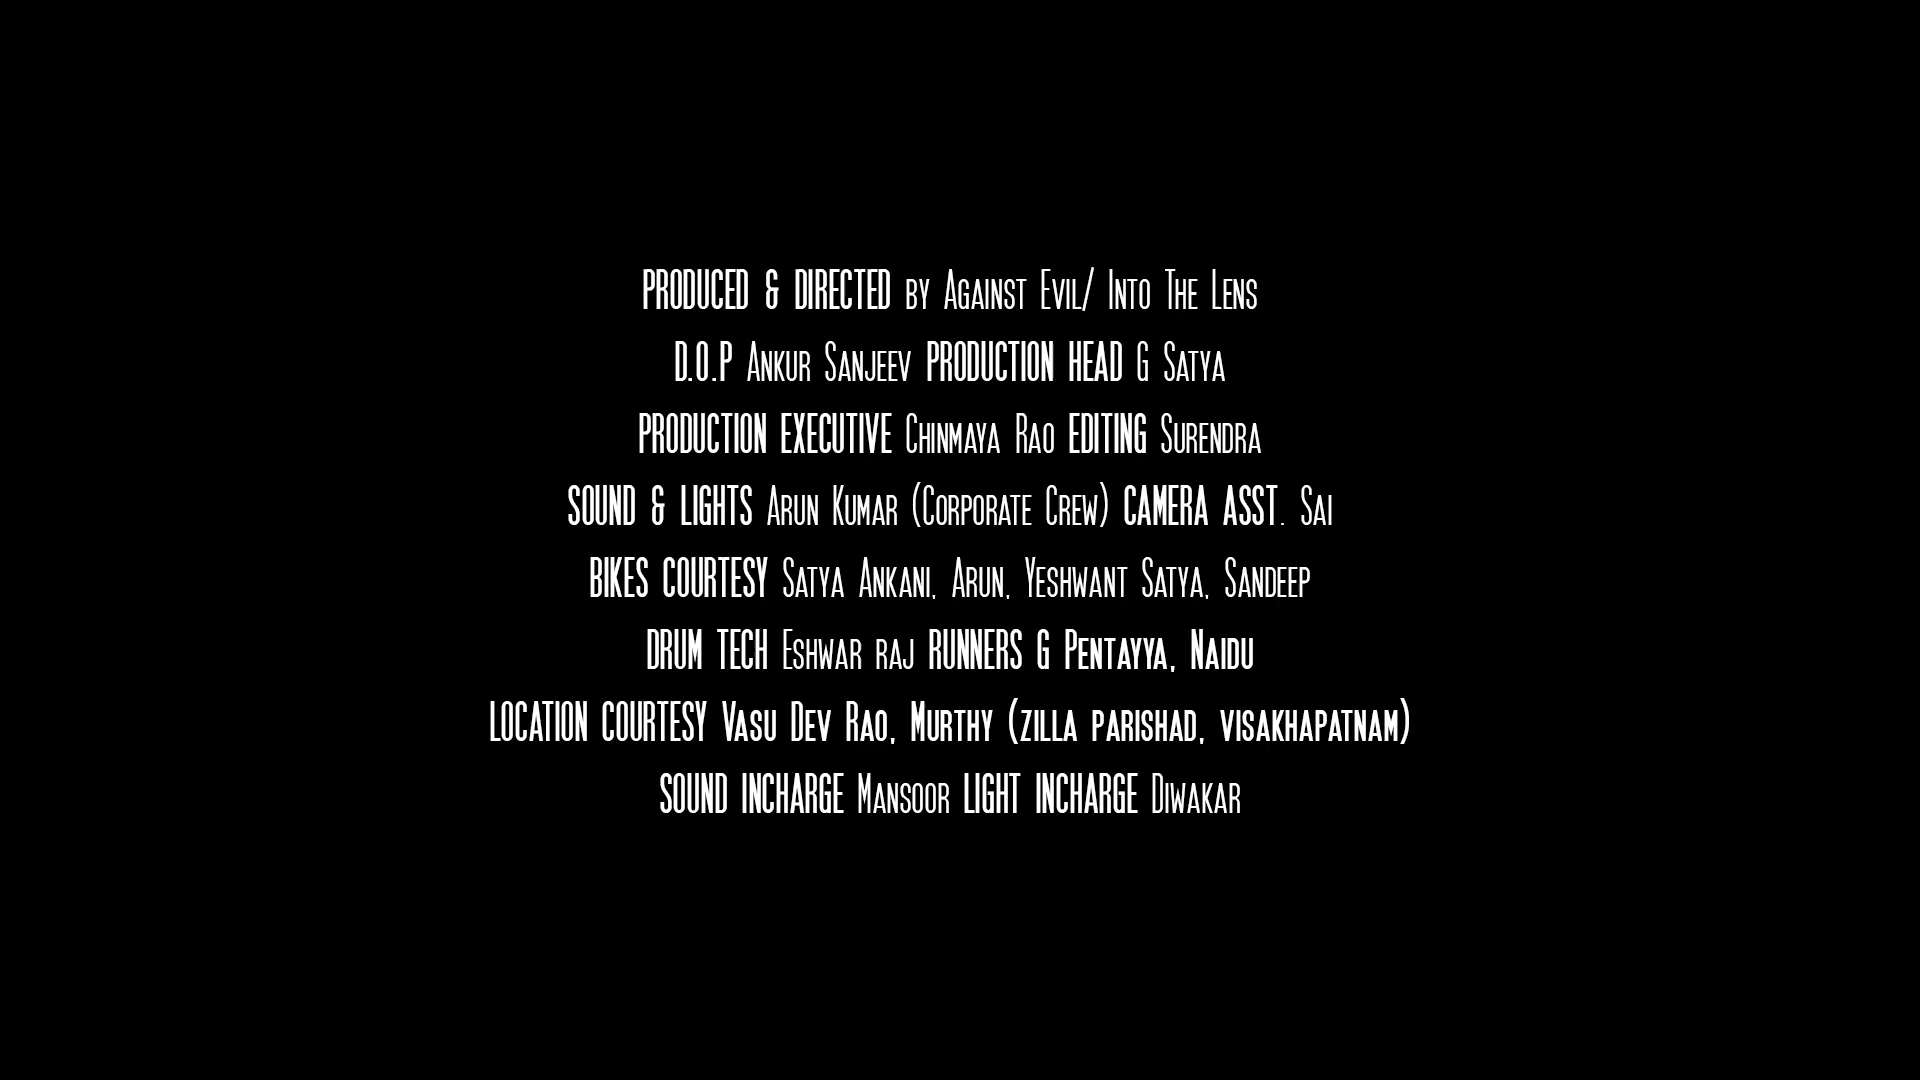 PRODUCED & DIRECTED BY AGAINST EVIL/ INTO THE LENS
D.O.P ANKUR SANJEEV PRODUCTION HEAD G SATYA
PRODUCTION EXECUTIVE CHINMAYA RAO EDITING SURENDRA
SOUND & LIGHTS ARUN KUMAR (CORPORATE CREW) CAMERA ASST. SAI
BIKES COURTESY SATYA ANKANI, ARUN, YESHWANT SATYA, SANDEEP
DRUM TECH ESHWAR RAJ RUNNERS G PENTAYYA, NAIDU
LOCATION COURTESY VASU DEV RAO, MURTHY (ZILLA PARISHAD, VISAKHAPATNAM)
SOUND INCHARGE MANSOOR LIGHT INCHARGE DIWAKAR